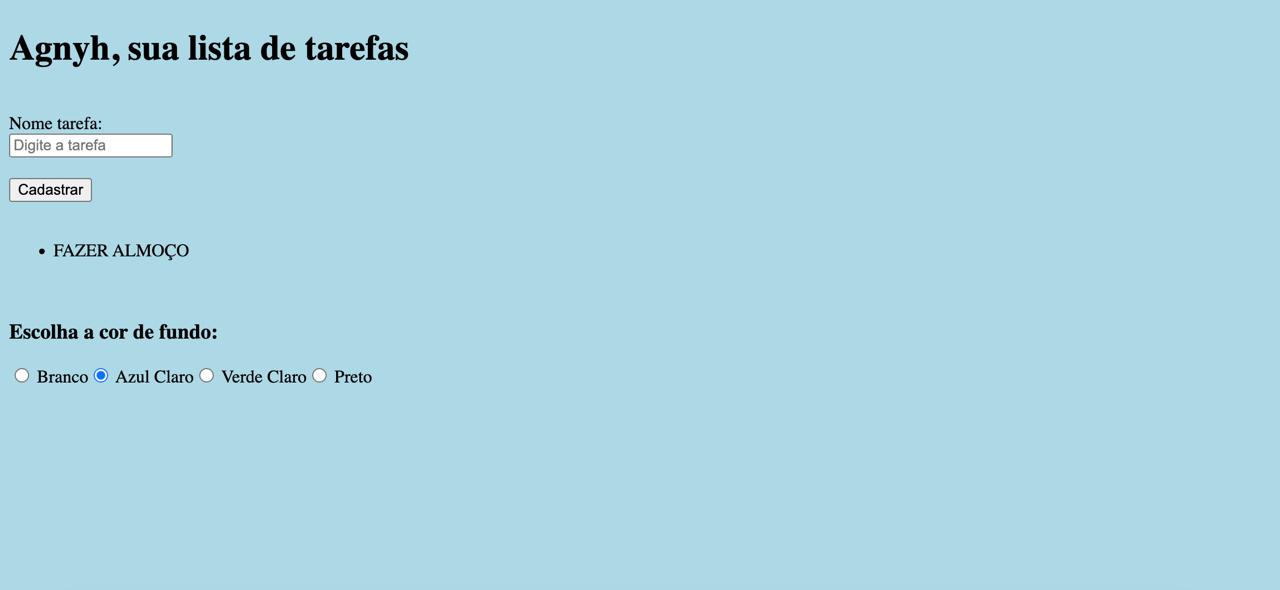 Agnyh, sua lista de tarefas
Nome tarefa:
Digite a tarefa
Cadastrar
• FAZER ALMOÇO
Escolha a cor de fundo:
Branco Azul Claro Verde Claro Preto